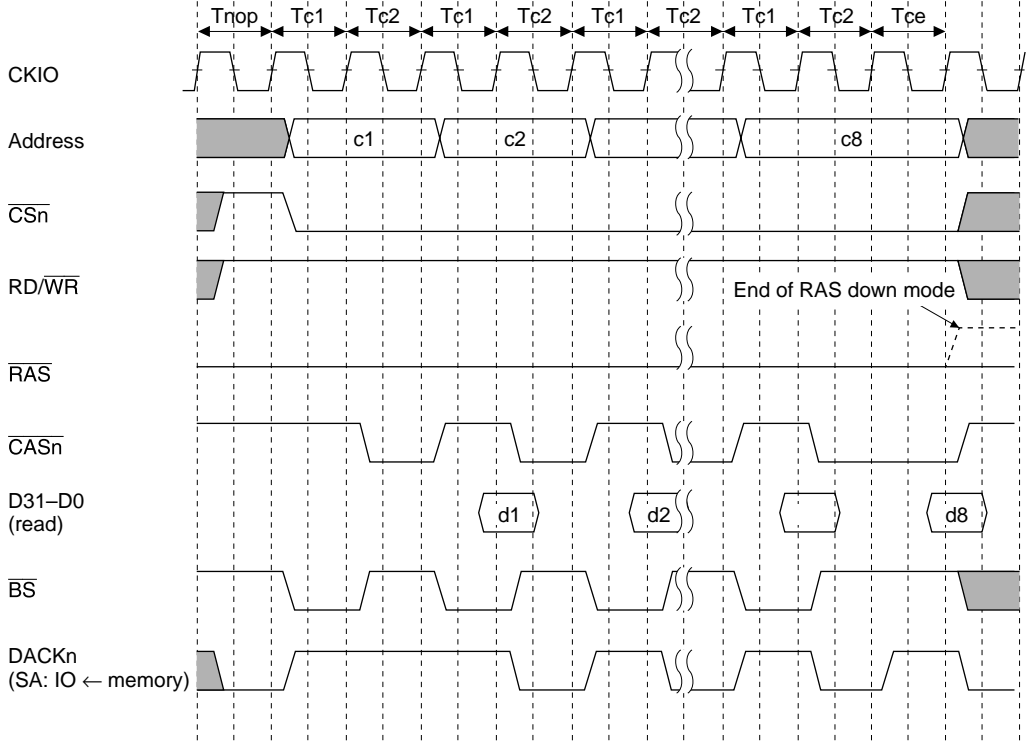 Tnop Tc1 Tc2 Tc1 Tc2 Tc1 Tc2 Tc1 Tc2 Tce
CKIO
Address c1 c2 c8
CSn
RD/WR
End of RAS down mode
RAS
CASn
D31–D0
(read)
d1 d2 d8
BS
DACKn
(SA: IO ← memory)